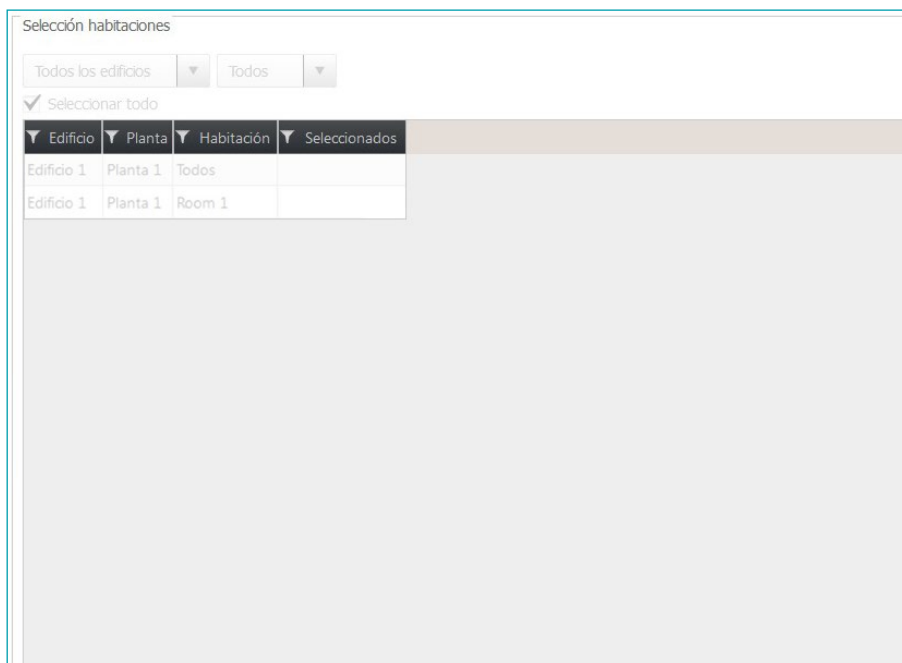 Selección habitaciones
Todos los edificios Todos
Seleccionar todo
Edificio Planta Habitación Seleccionados
Edificio 1 Planta 1 Todos
Edificio 1 Planta 1 Room 1